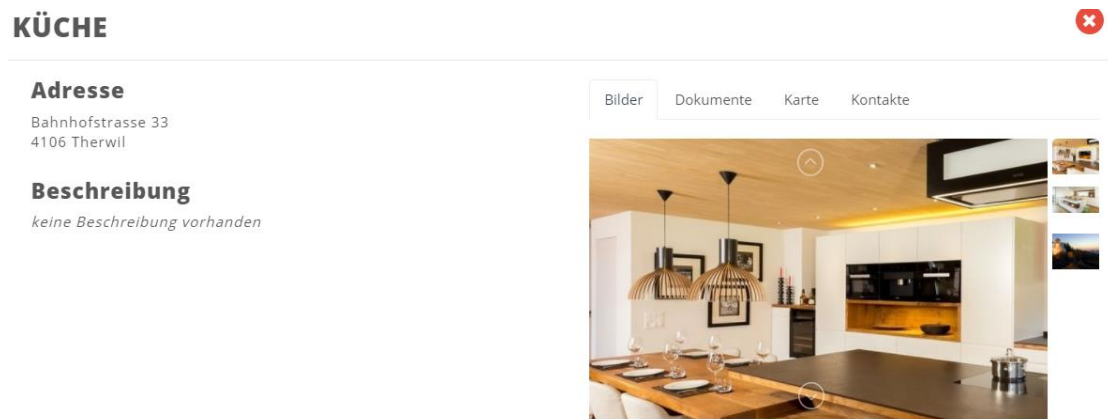 KÜCHE
Adresse
Bahnhofstrasse 33
4106 Therwil
Beschreibung
keine Beschreibung vorhanden
Bilder Dokumente Karte Kontakte